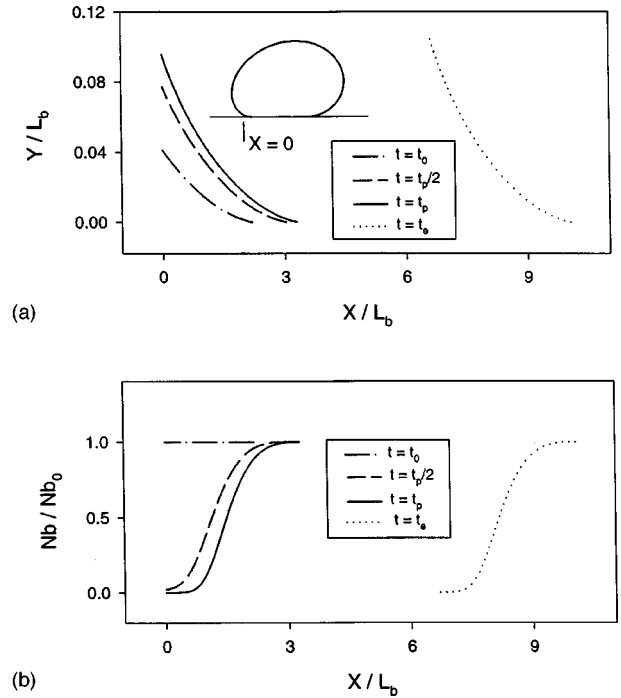 0.12
0.08
0.04
0.00
Y / L_b
X = 0
t = t_0
t = t_p/2
t = t_p
t = t_e
0 3 6 9
X / L_b
(a)
1.0
0.5
0.0
Nb / Nb_0
t = t_0
t = t_p/2
t = t_p
t = t_e
0 3 6 9
X / L_b
(b)